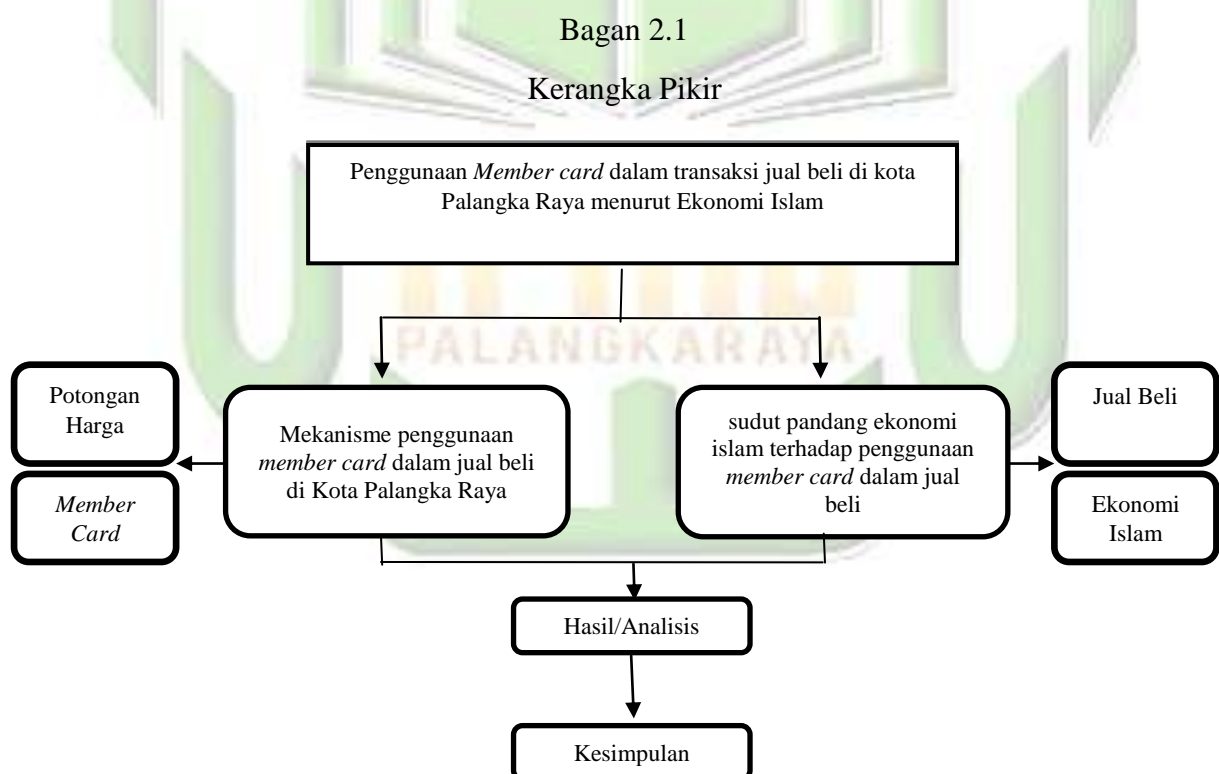 Bagan 2.1
Kerangka Pikir
Penggunaan Member card dalam transaksi jual beli di kota
Palangka Raya menurut Ekonomi Islam
PALANGKARAYA
Potongan
Harga
Member
Card
Mekanisme penggunaan
member card dalam jual beli
di Kota Palangka Raya
sudut pandang ekonomi
islam terhadap penggunaan
member card dalam jual
beli
Jual Beli
Ekonomi
Islam
Hasil/Analisis
Kesimpulan